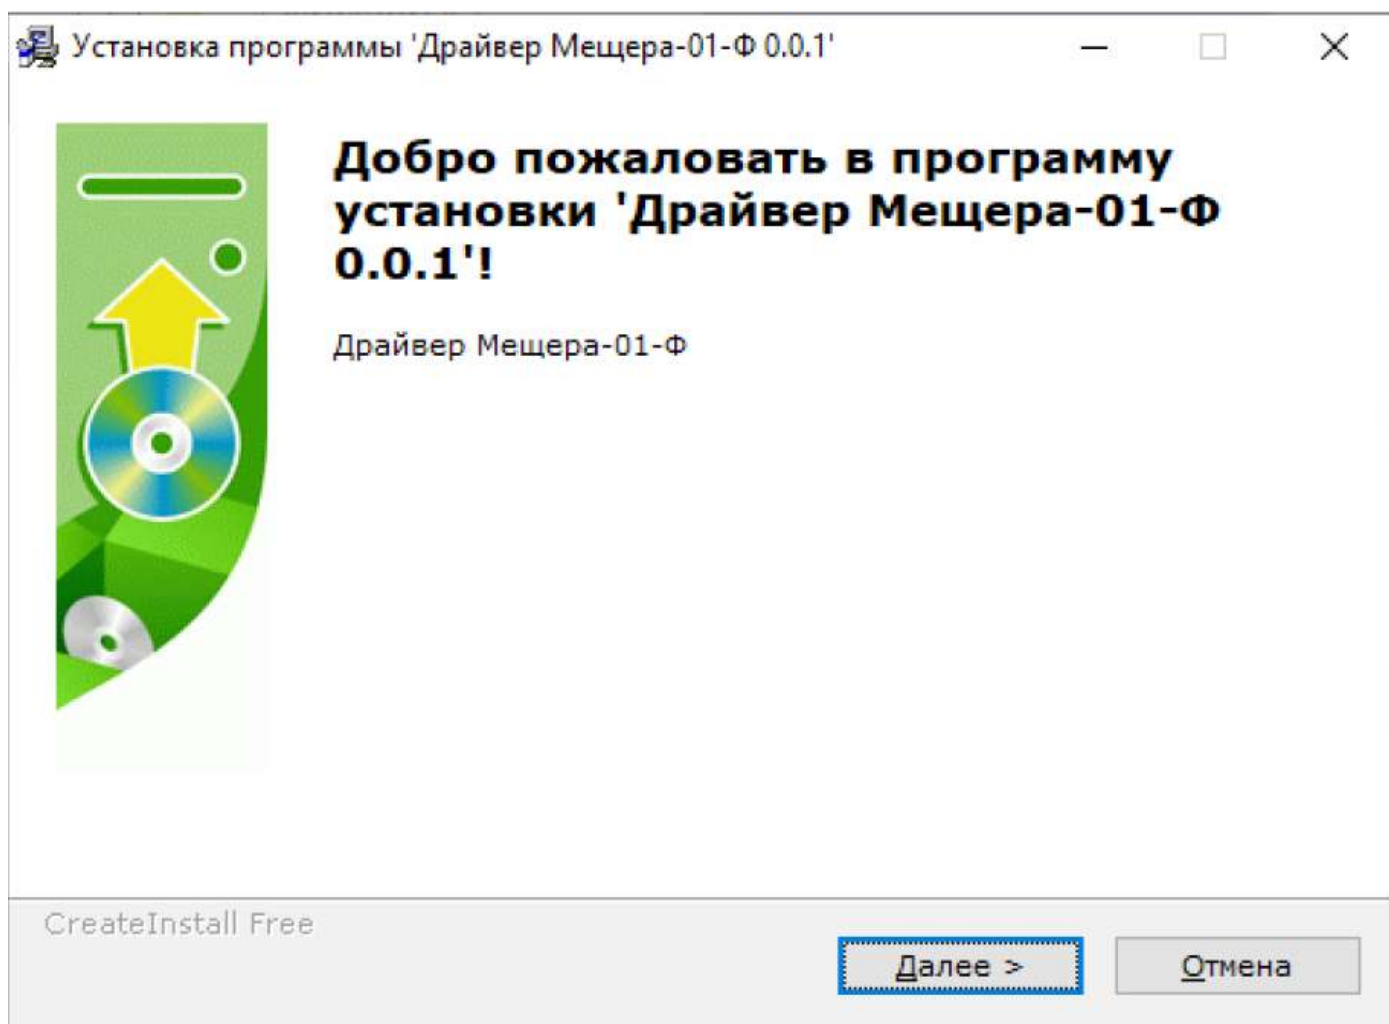 Установка программы 'Драйвер Мещера-01-Ф 0.0.1'
Добро пожаловать в программу
установки 'Драйвер Мещера-01-Ф
0.0.1'!
Драйвер Мещера-01-Ф
CreateInstall Free
Далее >
Отмена